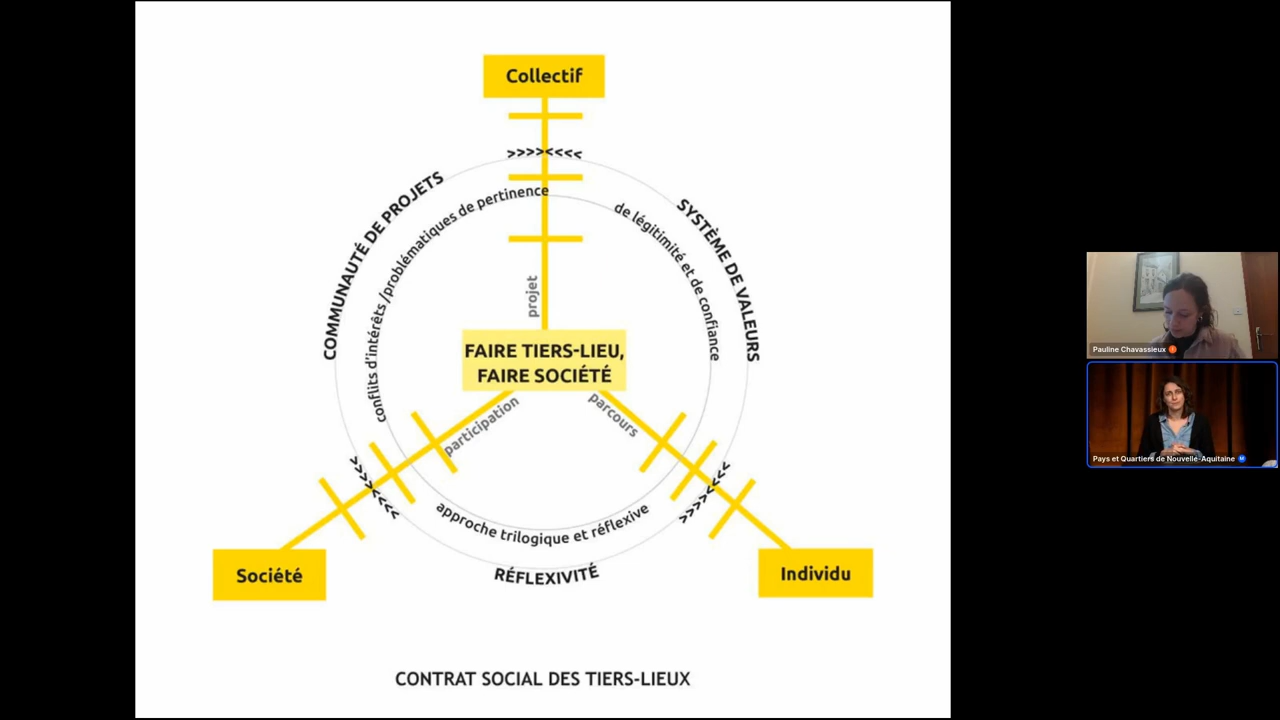 Collectif
>>>><<<<
COMMUNAUTÉ DE PROJETS
SYSTÈME DE VALEURS
conflits d'intérêts /problématiques de pertinence
de légitimité et de confiance
projet
FAIRE TIERS-LIEU,
FAIRE SOCIÉTÉ
participation
parcours
>>>><<<<
>>>><<<<
approche trilogique et réflexive
RÉFLEXIVITÉ
Société
Individu
CONTRAT SOCIAL DES TIERS-LIEUX
Pauline Chavassieux
Pays et Quartiers de Nouvelle-Aquitaine